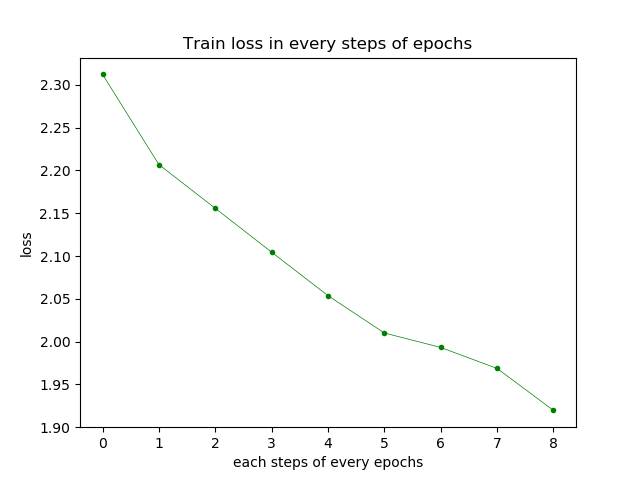 Train loss in every steps of epochs
2.30
2.25
2.20
2.15
2.10
2.05
2.00
1.95
1.90
loss
0 1 2 3 4 5 6 7 8
each steps of every epochs